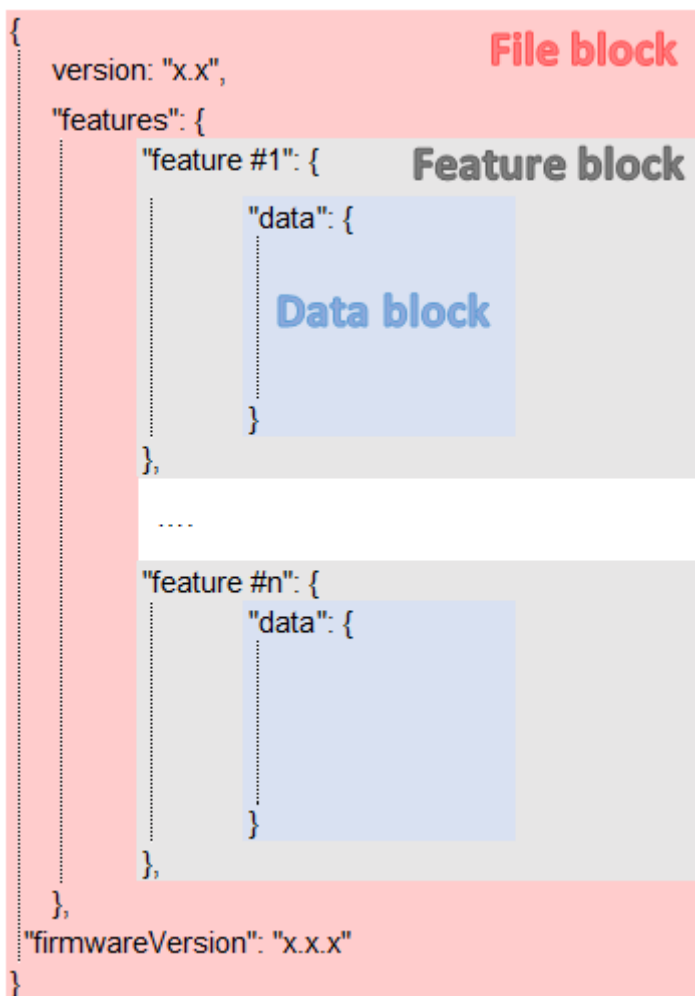 {
File block
version: "x.x",
"features": {
"feature #1": {
Feature block
"data": {
Data block
}
},
....
"feature #n": {
"data": {
}
},
},
"firmwareVersion": "x.x.x"
}